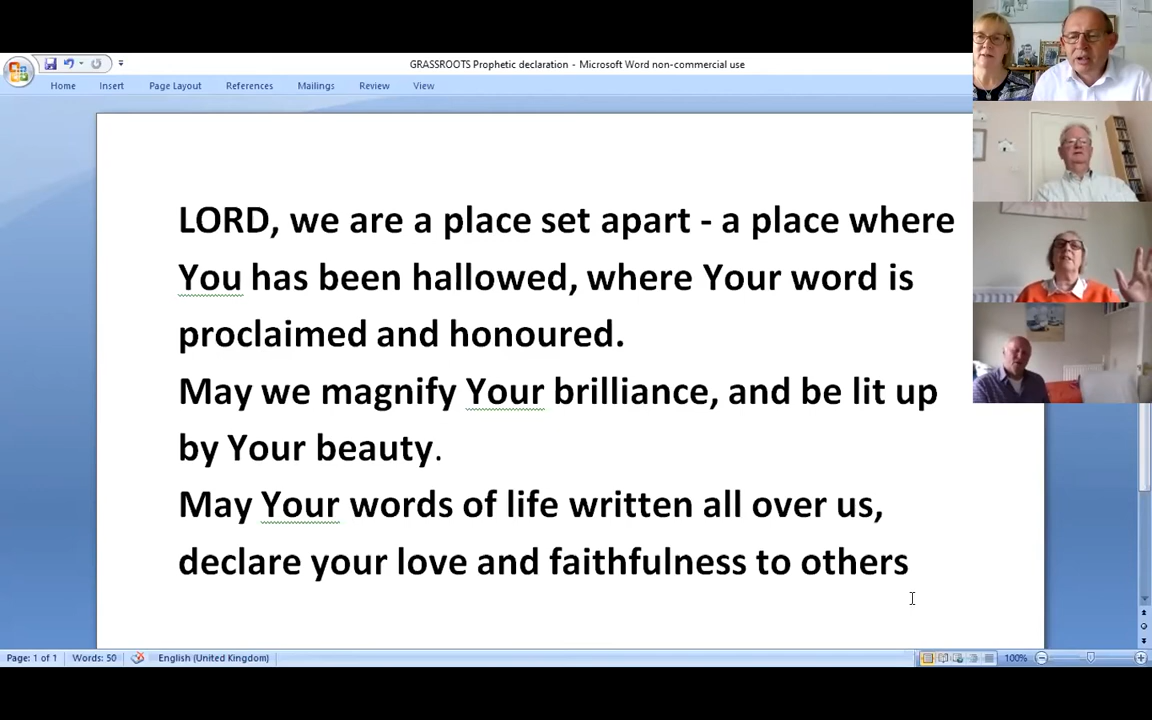 GRASSROOTS Prophetic declaration - Microsoft Word non-commercial use
Home Insert Page Layout References Mailings Review View
LORD, we are a place set apart - a place where
You has been hallowed, where Your word is
proclaimed and honoured.
May we magnify Your brilliance, and be lit up
by Your beauty.
May Your words of life written all over us,
declare your love and faithfulness to others
Page: 1 of 1 Words: 50 English (United Kingdom) 100%